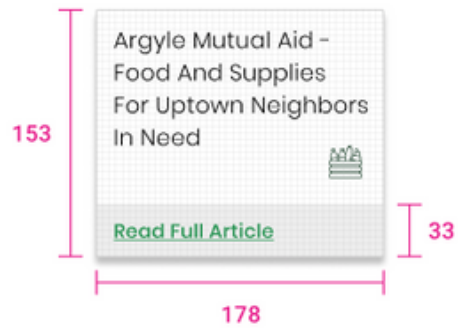 Argyle Mutual Aid -
Food And Supplies
For Uptown Neighbors
In Need
153
Read Full Article
33
178